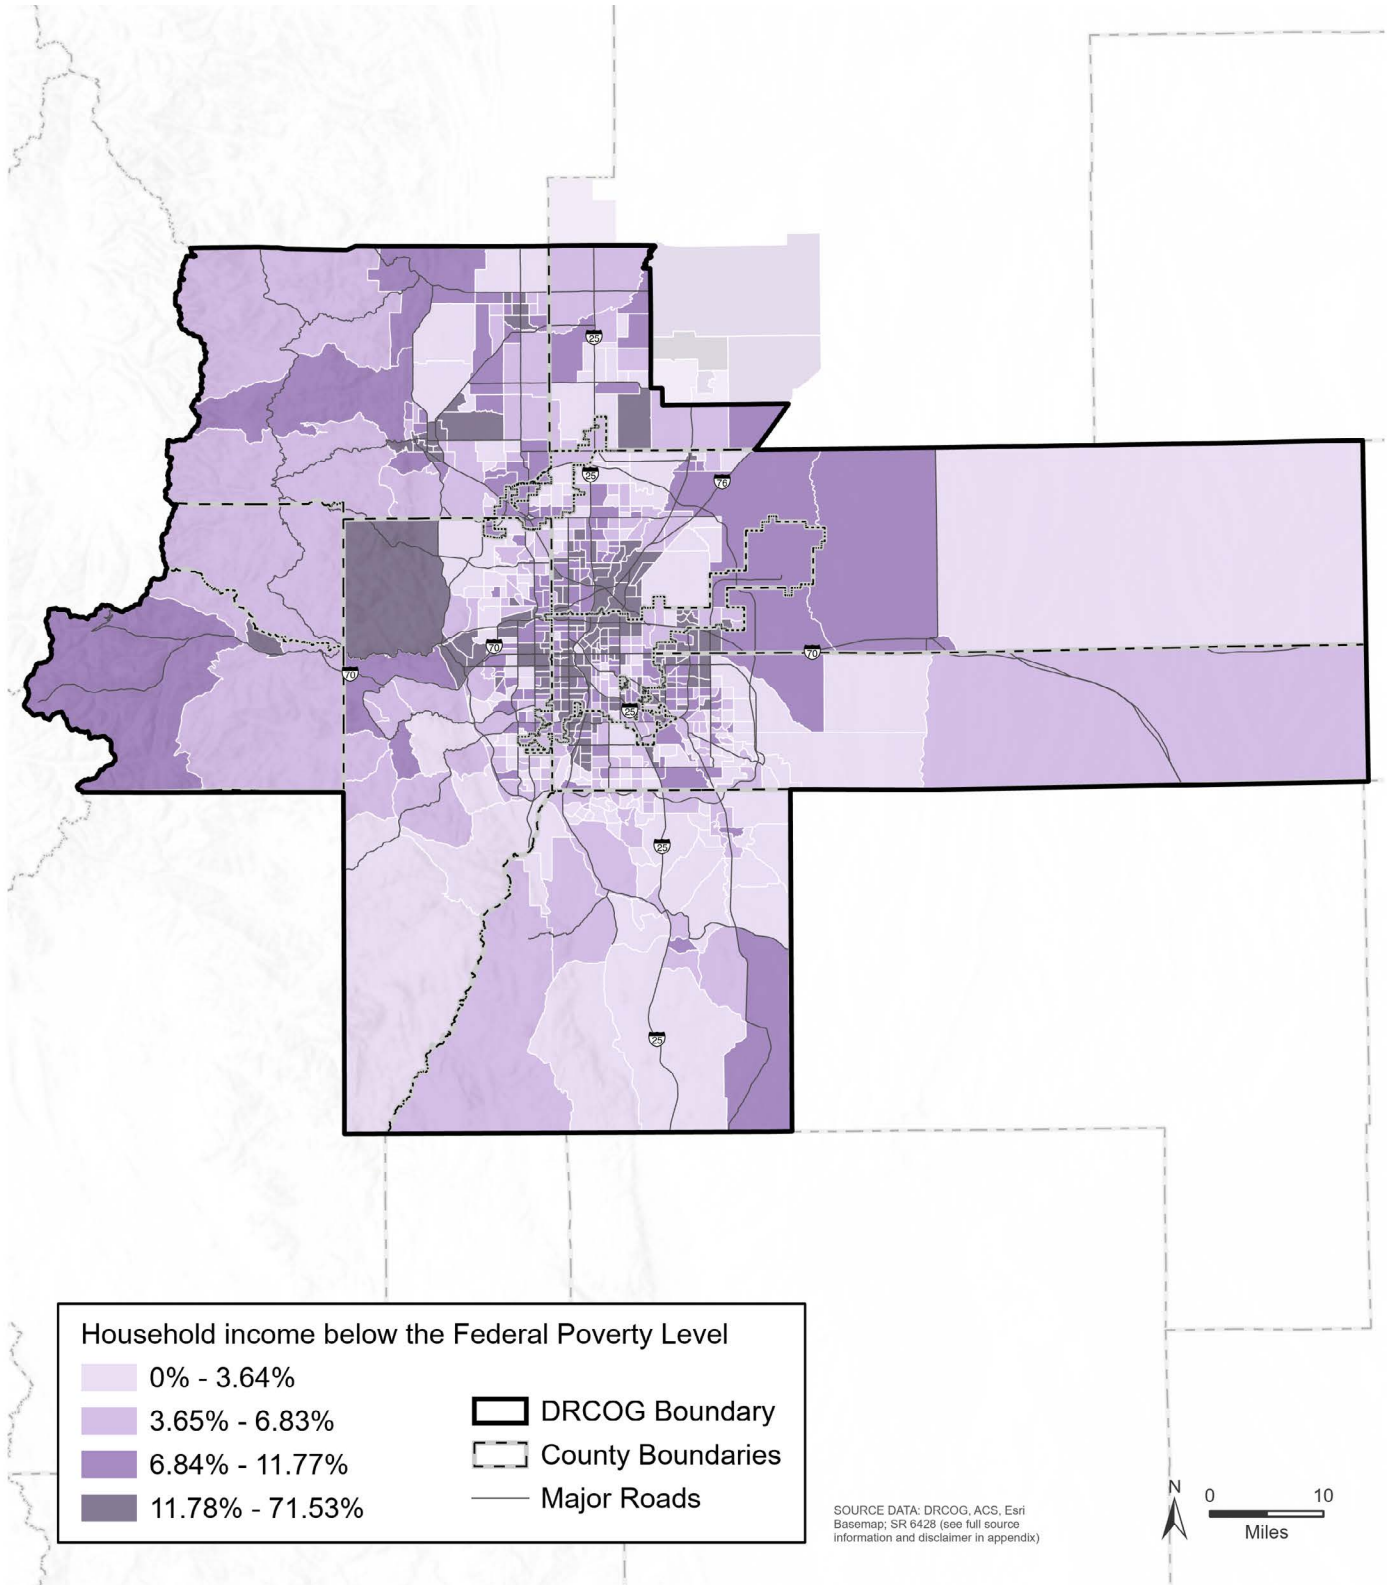 25
25
76
70
70
70
25
25
25
Household income below the Federal Poverty Level
0% - 3.64%
3.65% - 6.83%
6.84% - 11.77%
11.78% - 71.53%
DRCOG Boundary
County Boundaries
Major Roads
SOURCE DATA: DRCOG, ACS, Esri
Basemap; SR 6428 (see full source
information and disclaimer in appendix)
N
0 10
Miles